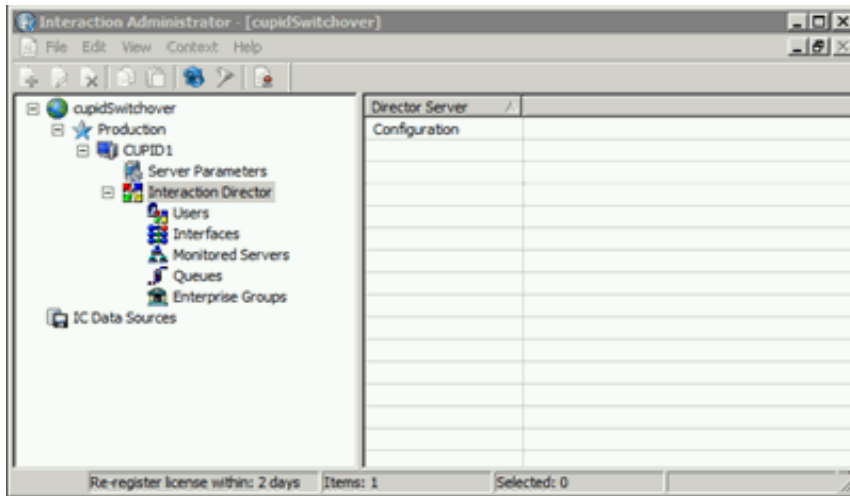 Interaction Administrator - [cupidSwitchover]
File Edit View Context Help
cupidSwitchover
Production
CUPID1
Server Parameters
Interaction Director
Users
Interfaces
Monitored Servers
Queues
Enterprise Groups
IC Data Sources
Director Server
Configuration
Re-register license within: 2 days Items: 1 Selected: 0